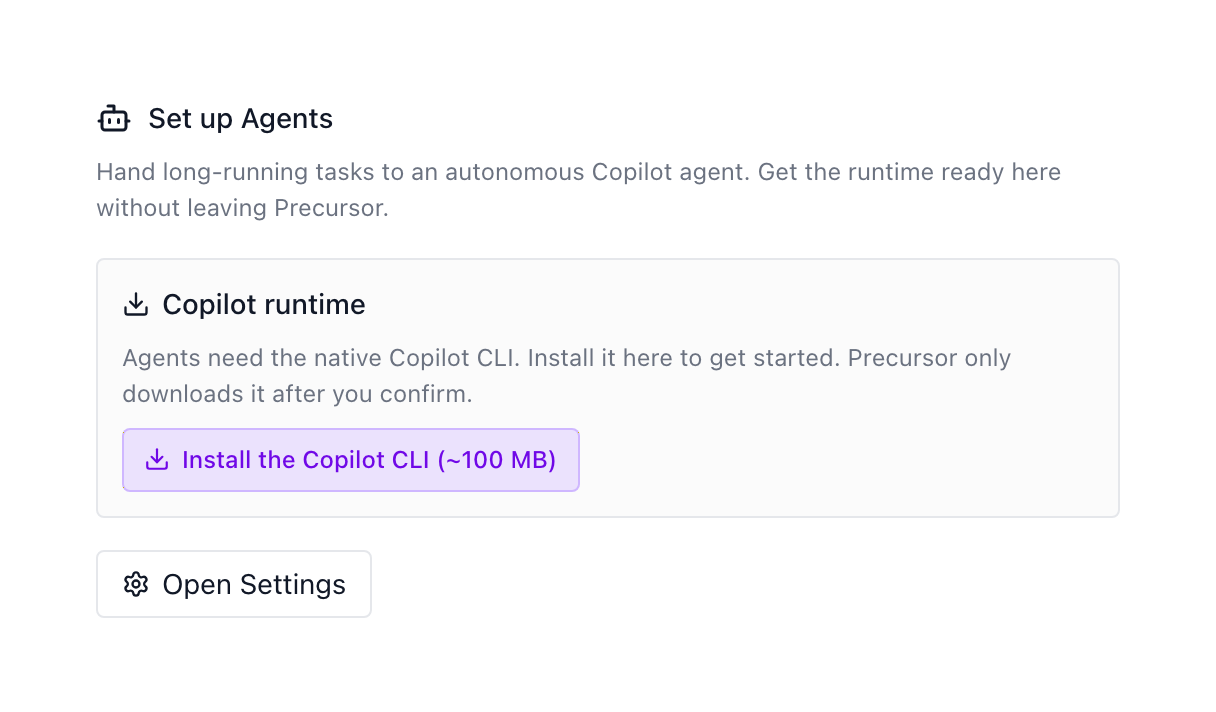 Set up Agents
Hand long-running tasks to an autonomous Copilot agent. Get the runtime ready here
without leaving Precursor.
Copilot runtime
Agents need the native Copilot CLI. Install it here to get started. Precursor only
downloads it after you confirm.
Install the Copilot CLI (~100 MB)
Open Settings